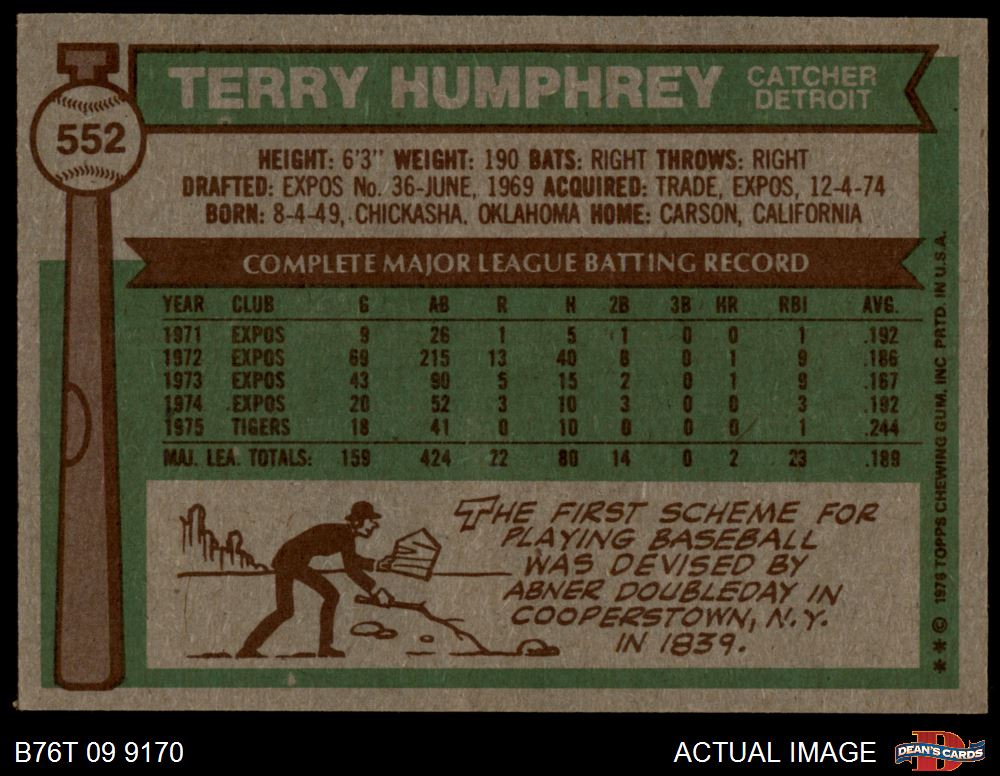 552
TERRY HUMPHREY CATCHER DETROIT
HEIGHT: 6'3" WEIGHT: 190 BATS: RIGHT THROWS: RIGHT
DRAFTED: EXPOS No. 36-JUNE, 1969 ACQUIRED: TRADE, EXPOS, 12-4-74
BORN: 8-4-49, CHICKASHA, OKLAHOMA HOME: CARSON, CALIFORNIA
COMPLETE MAJOR LEAGUE BATTING RECORD
YEAR CLUB G AB R H 2B 3B HR RBI AVG.
1971 EXPOS 9 26 1 5 1 0 0 1 .192
1972 EXPOS 69 215 13 40 8 0 1 9 .186
1973 EXPOS 43 90 5 15 2 0 1 9 .167
1974 EXPOS 20 52 3 10 3 0 0 3 .192
1975 TIGERS 18 41 0 10 0 0 0 1 .244
MAJ. LEA. TOTALS: 159 424 22 80 14 0 2 23 .189
THE FIRST SCHEME FOR
PLAYING BASEBALL
WAS DEVISED BY
ABNER DOUBLEDAY IN
COOPERSTOWN, N.Y.
IN 1839.
** © 1976 TOPPS CHEWING GUM, INC. PRTD. IN U.S.A.
B76T 09 9170
ACTUAL IMAGE
DEAN'S CARDS